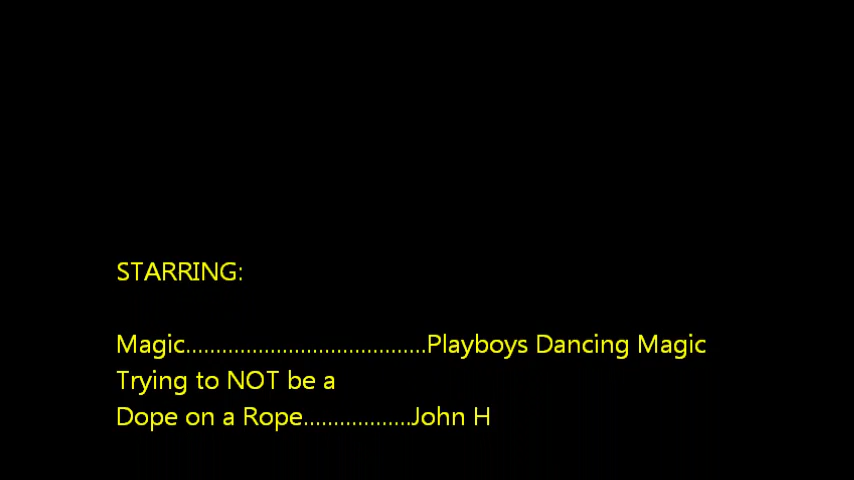 STARRING:
Magic........................................Playboys Dancing Magic
Trying to NOT be a
Dope on a Rope..................John H